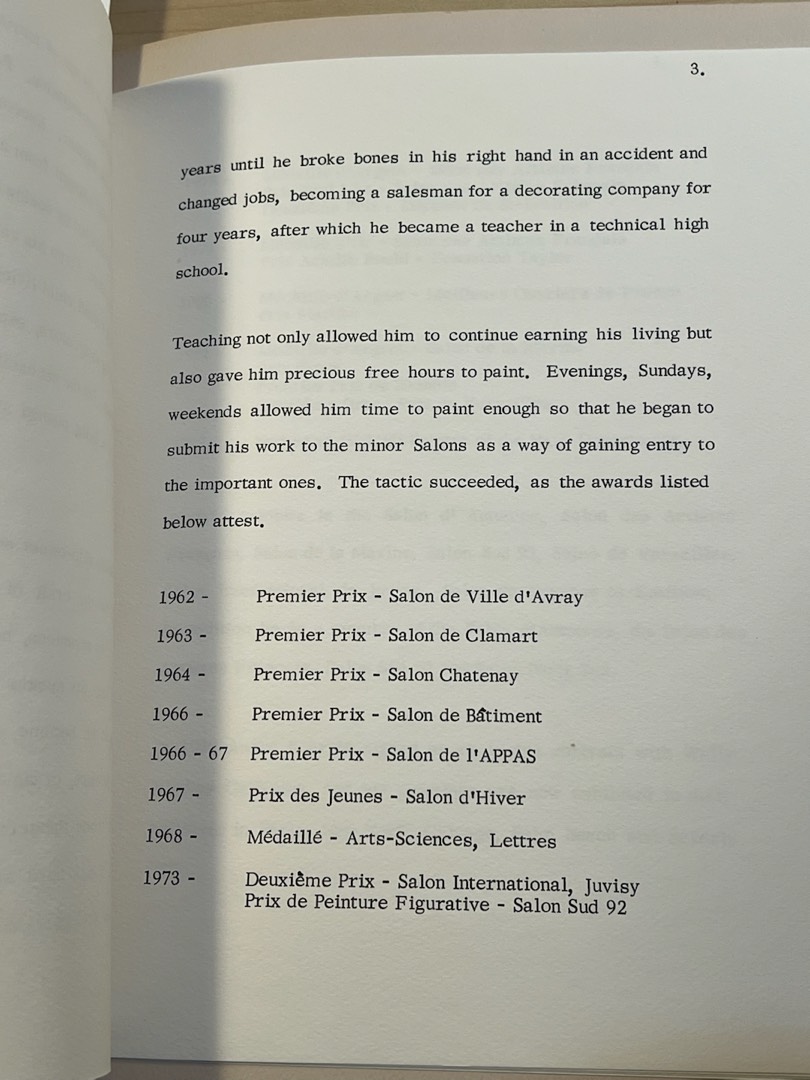 3.
years until he broke bones in his right hand in an accident and
changed jobs, becoming a salesman for a decorating company for
four years, after which he became a teacher in a technical high
school.
Teaching not only allowed him to continue earning his living but
also gave him precious free hours to paint. Evenings, Sundays,
weekends allowed him time to paint enough so that he began to
submit his work to the minor Salons as a way of gaining entry to
the important ones. The tactic succeeded, as the awards listed
below attest.
1962 - Premier Prix - Salon de Ville d'Avray
1963 - Premier Prix - Salon de Clamart
1964 - Premier Prix - Salon Chatenay
1966 - Premier Prix - Salon de Bâtiment
1966 - 67 Premier Prix - Salon de l'APPAS
1967 - Prix des Jeunes - Salon d'Hiver
1968 - Médaillé - Arts-Sciences, Lettres
1973 - Deuxième Prix - Salon International, Juvisy
Prix de Peinture Figurative - Salon Sud 92